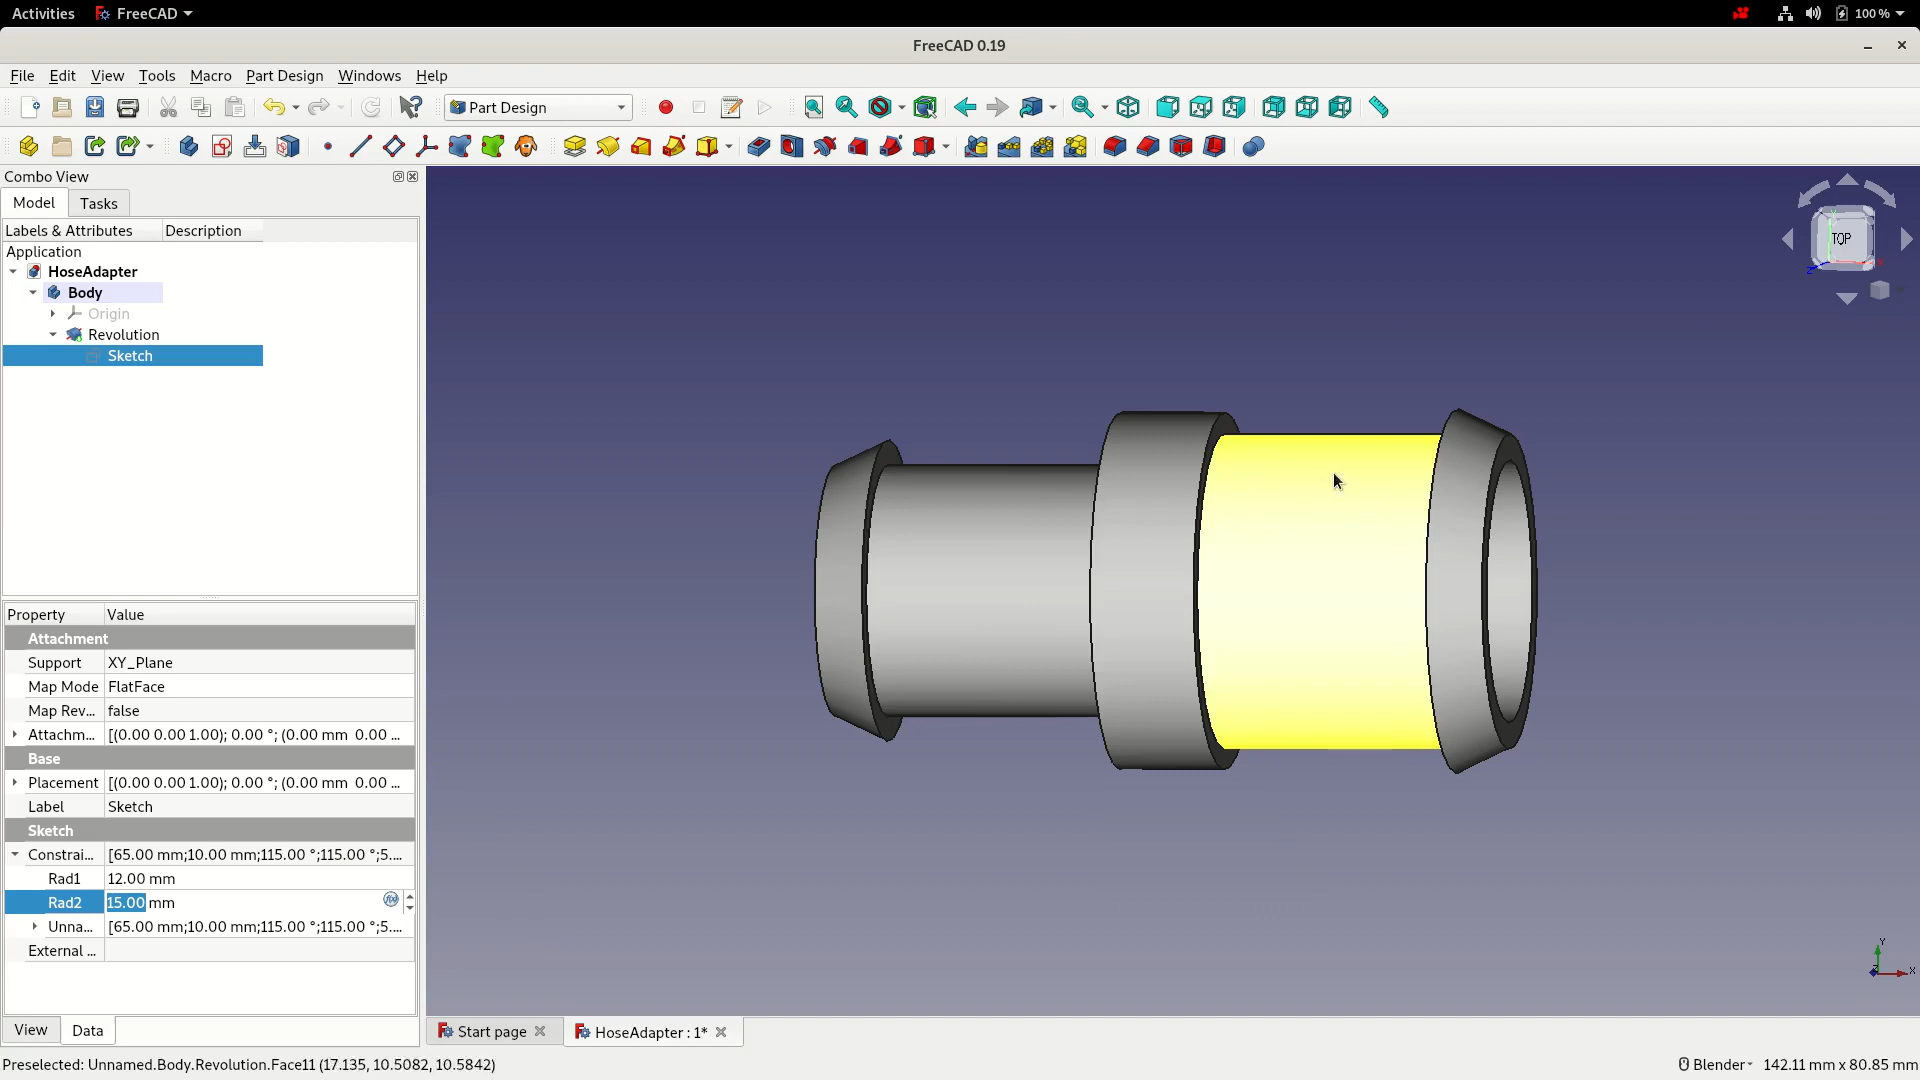 Activities FreeCAD 100 %
FreeCAD 0.19
File Edit View Tools Macro Part Design Windows Help
Part Design
Combo View
Model Tasks
Labels & Attributes Description
Application
HoseAdapter
Body
Origin
Revolution
Sketch
TOP
Property Value
Attachment
Support XY_Plane
Map Mode FlatFace
Map Rev... false
Attachm... [(0.00 0.00 1.00); 0.00 °; (0.00 mm 0.00 ...
Base
Placement [(0.00 0.00 1.00); 0.00 °; (0.00 mm 0.00 ...
Label Sketch
Sketch
Constrai... [65.00 mm;10.00 mm;115.00 °;115.00 °;5....
Rad1 12.00 mm
Rad2 15.00 mm
Unna... [65.00 mm;10.00 mm;115.00 °;115.00 °;5....
External ...
Y
Z X
View Data
Start page HoseAdapter : 1*
Preselected: Unnamed.Body.Revolution.Face11 (17.135, 10.5082, 10.5842) Blender 142.11 mm x 80.85 mm